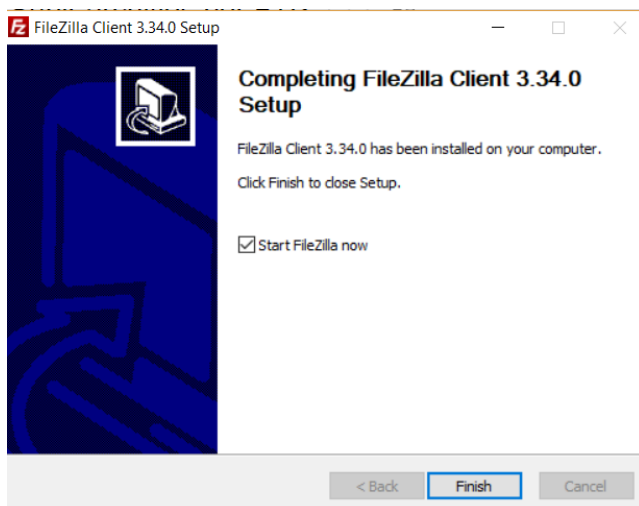 Fz FileZilla Client 3.34.0 Setup
Completing FileZilla Client 3.34.0
Setup
FileZilla Client 3.34.0 has been installed on your computer.
Click Finish to close Setup.
Start FileZilla now
< Back Finish Cancel